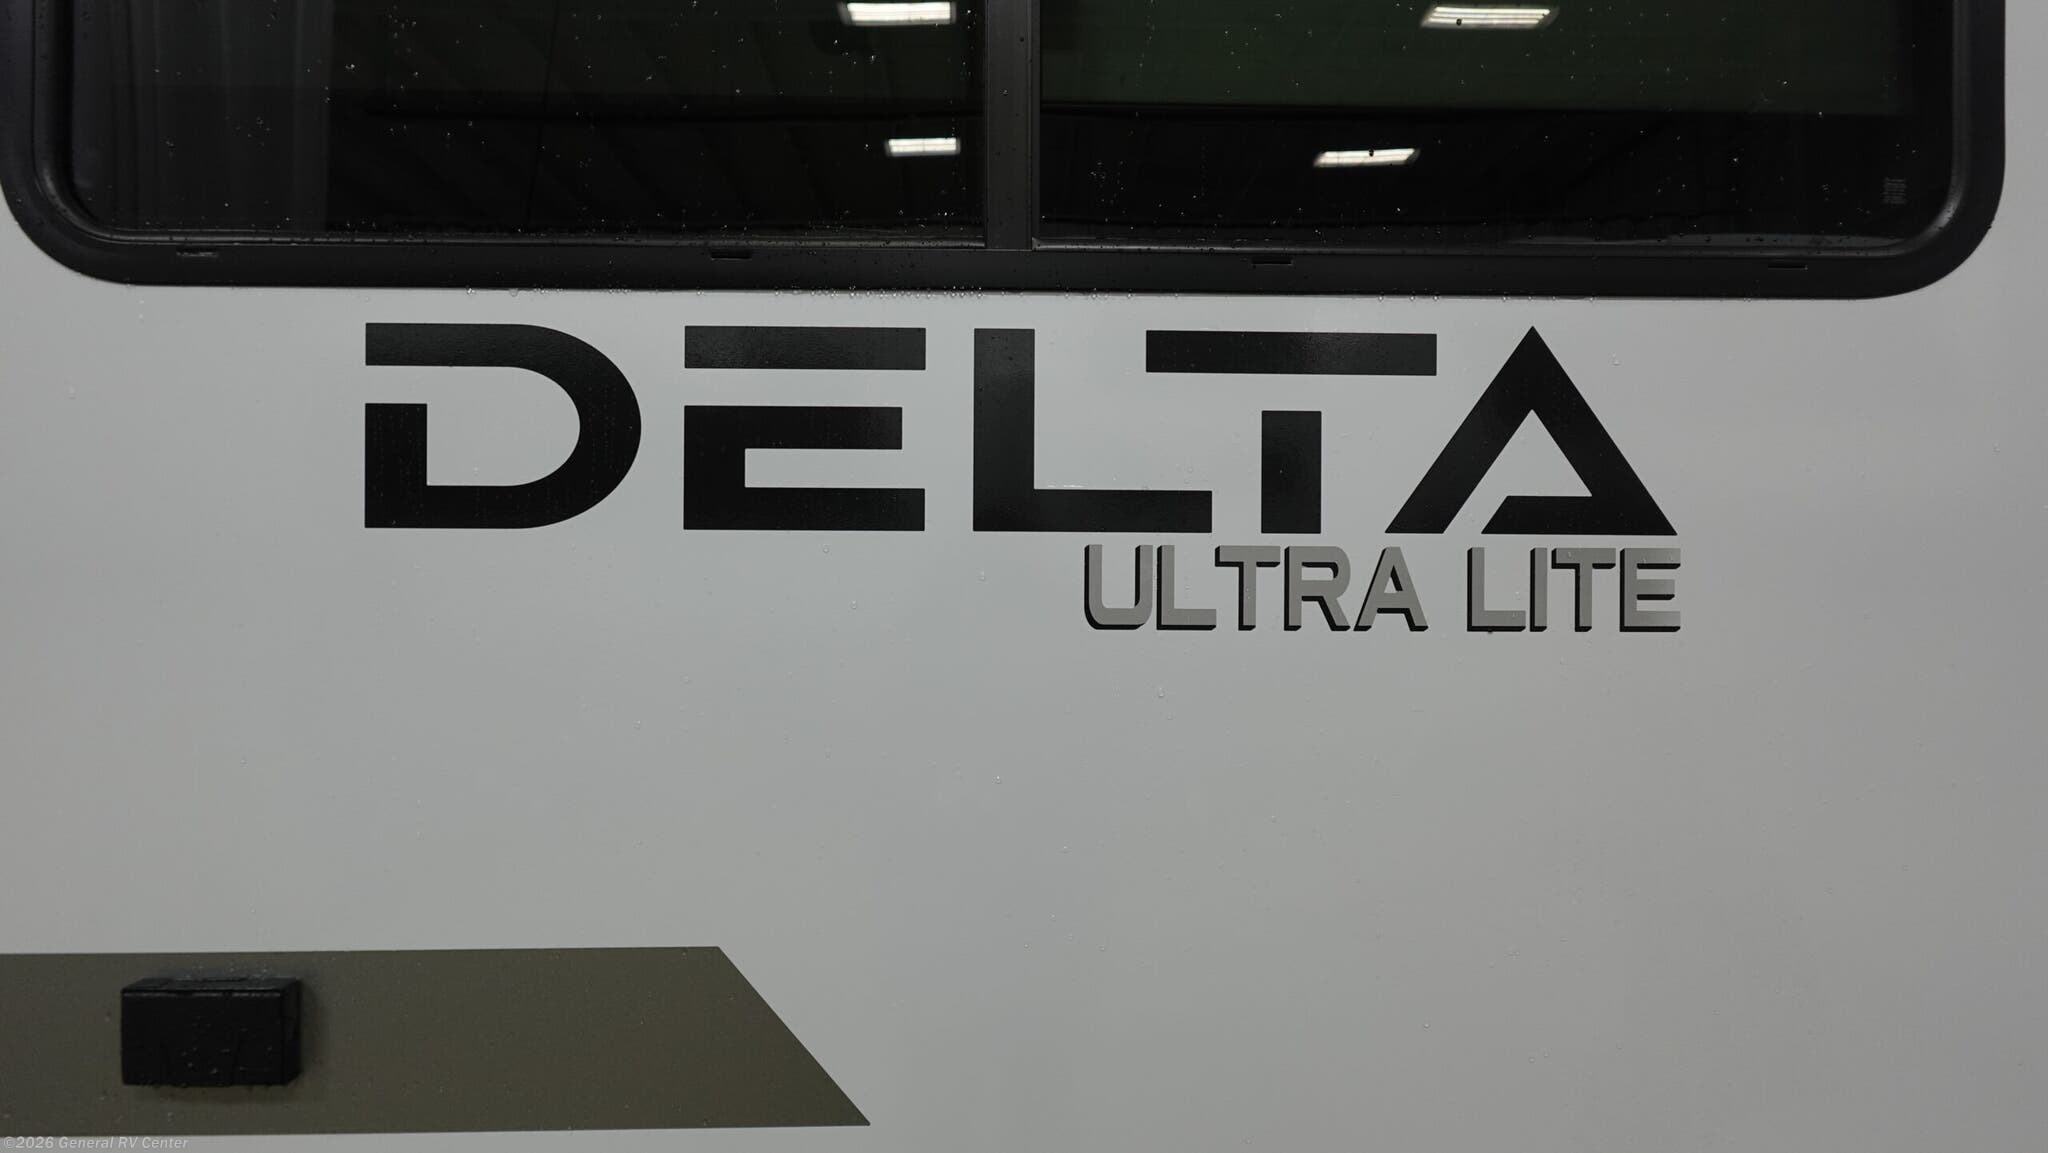 DELTA
ULTRA LITE
©2026 General RV Center